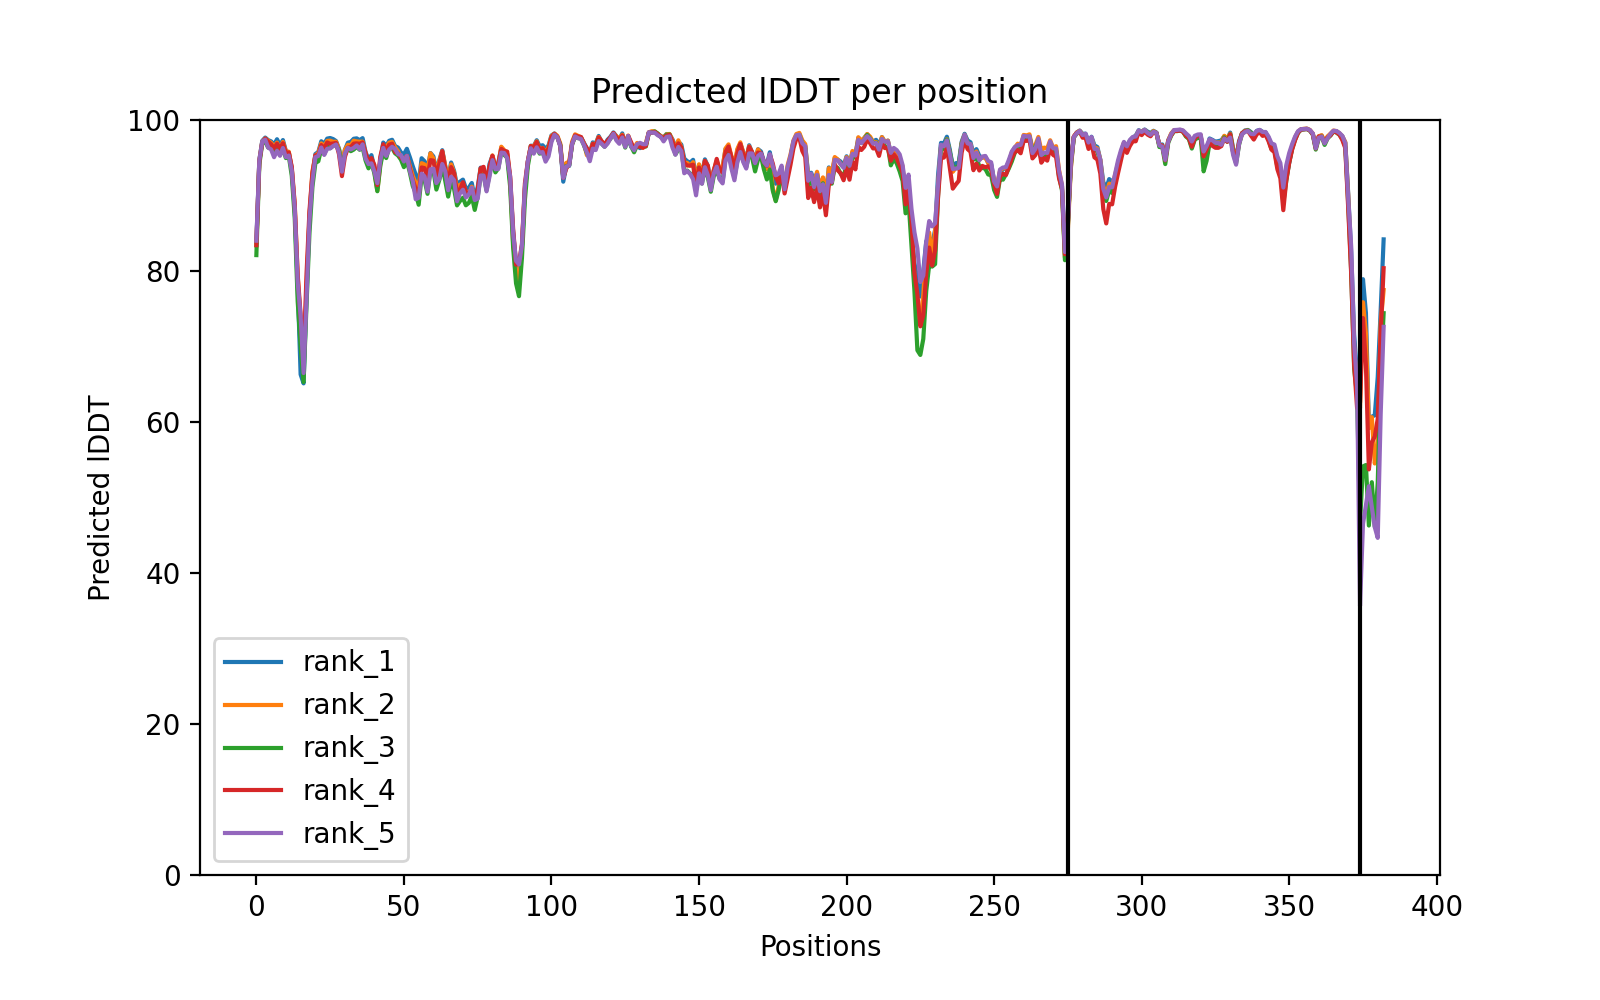 Predicted lDDT per position
100
80
60
40
20
0
Predicted lDDT
rank_1
rank_2
rank_3
rank_4
rank_5
0 50 100 150 200 250 300 350 400
Positions